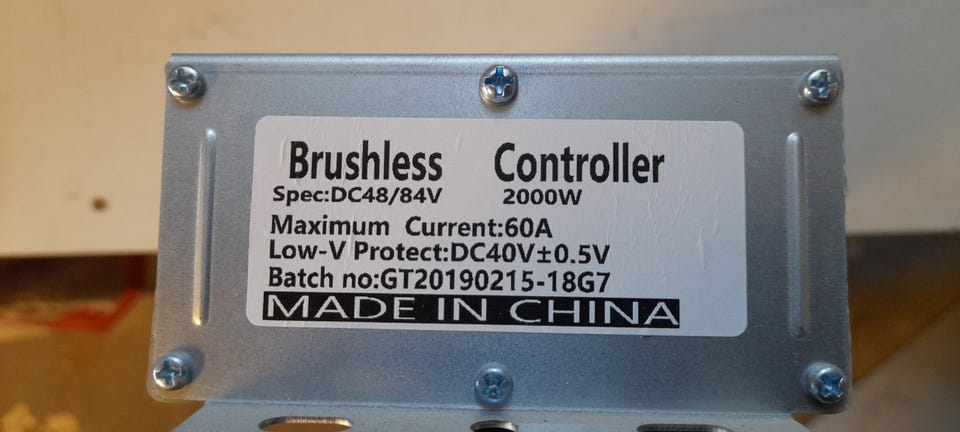 Brushless Controller
Spec:DC48/84V 2000W
Maximum Current:60A
Low-V Protect:DC40V±0.5V
Batch no:GT20190215-18G7
MADE IN CHINA